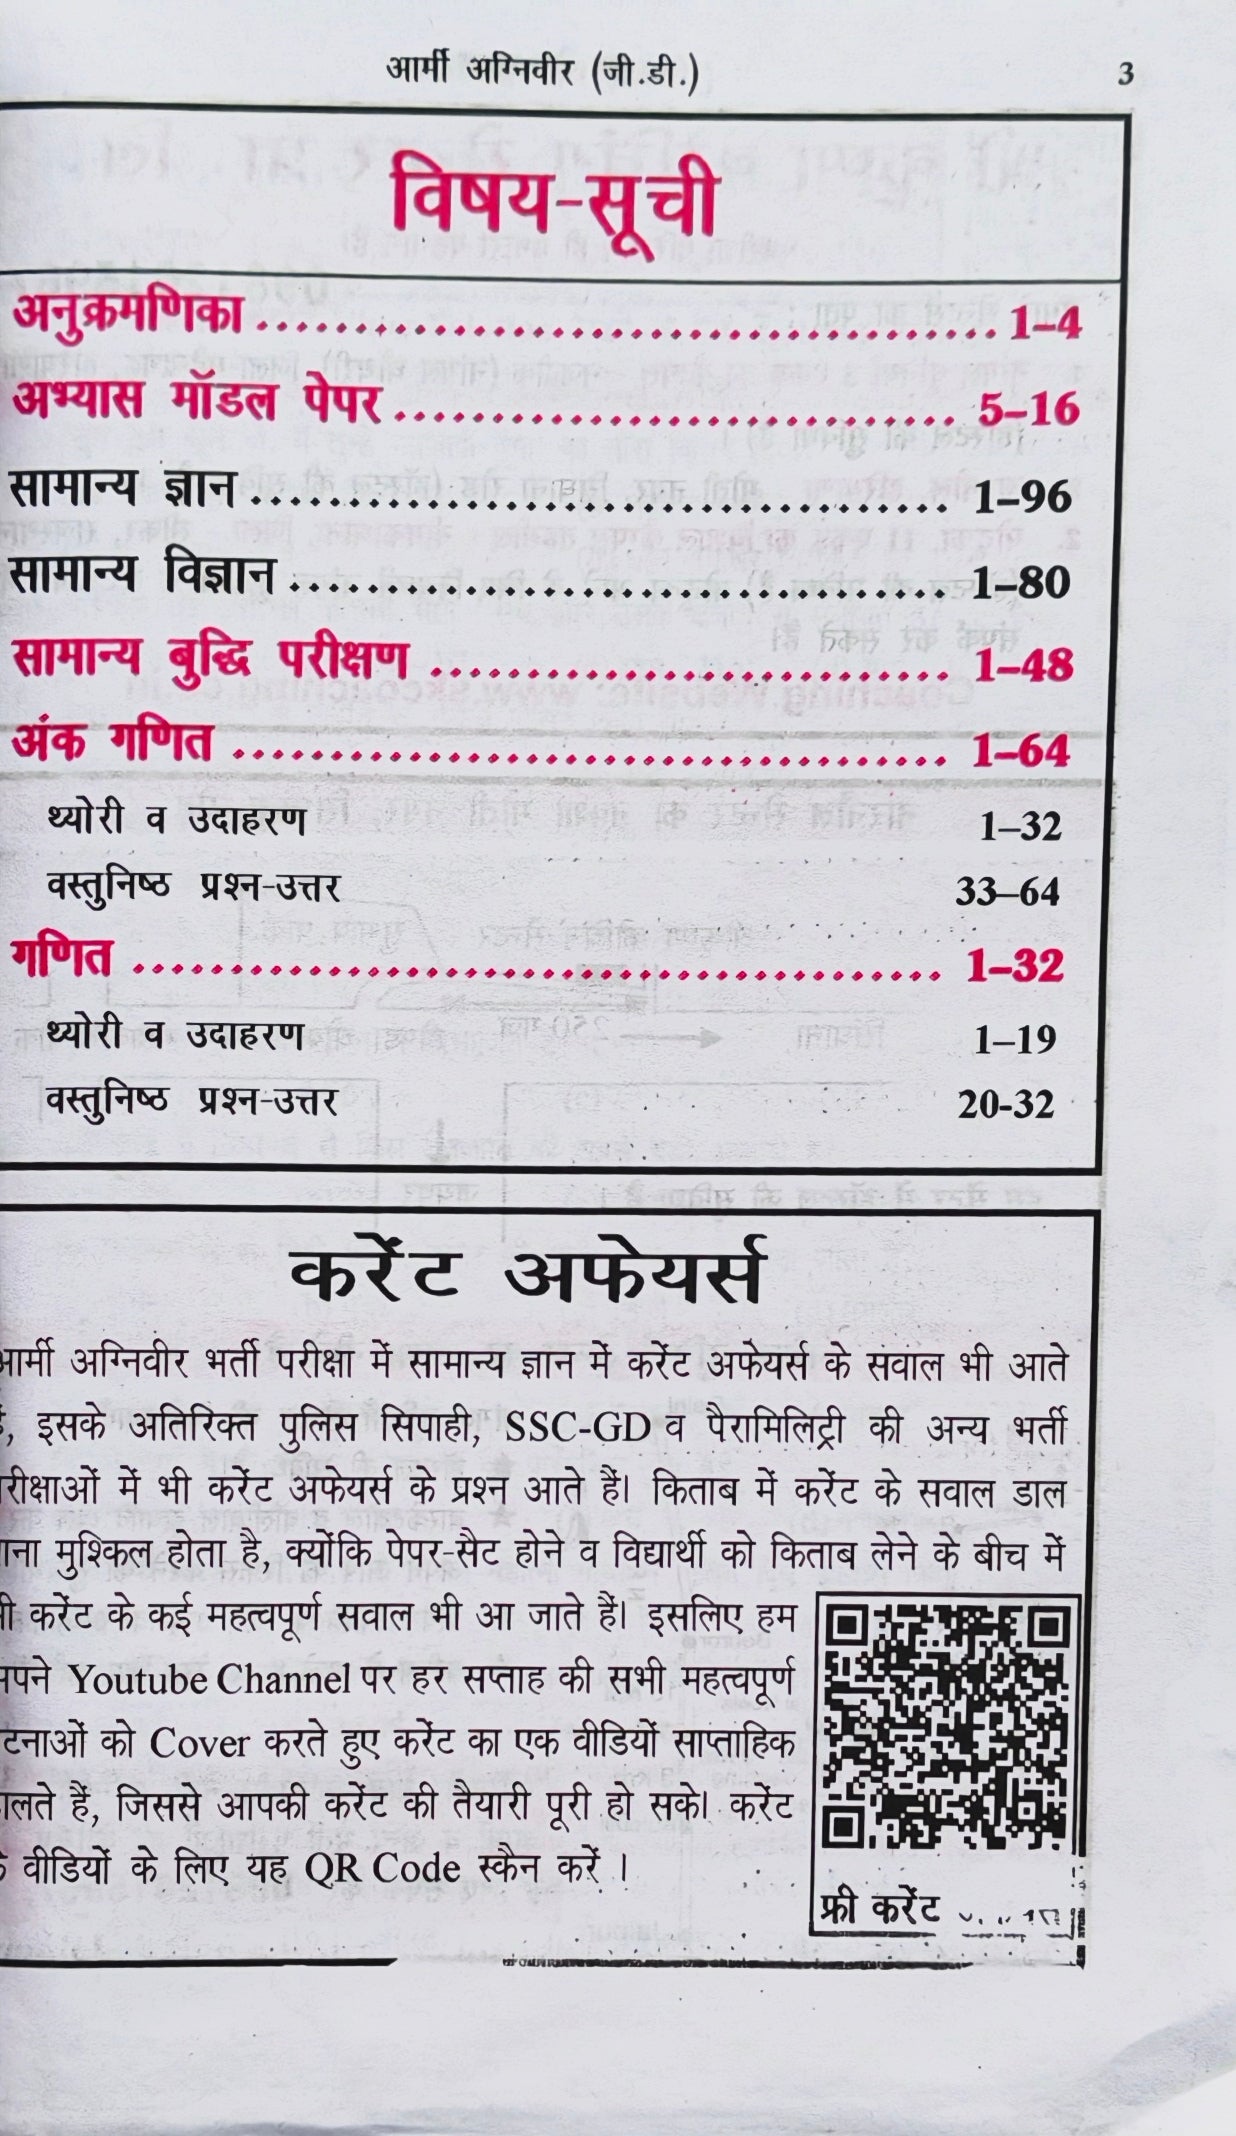 आर्मी अग्निवीर (जी.डी.) 3
विषय-सूची
अनुक्रमणिका 1–4
अभ्यास मॉडल पेपर 5–16
सामान्य ज्ञान 1–96
सामान्य विज्ञान 1–80
सामान्य बुद्धि परीक्षण 1–48
अंक गणित 1–64
थ्योरी व उदाहरण 1–32
वस्तुनिष्ठ प्रश्न-उत्तर 33–64
गणित 1–32
थ्योरी व उदाहरण 1–19
वस्तुनिष्ठ प्रश्न-उत्तर 20-32
करेंट अफेयर्स
आर्मी अग्निवीर भर्ती परीक्षा में सामान्य ज्ञान में करेंट अफेयर्स के सवाल भी आते
, इसके अतिरिक्त पुलिस सिपाही, SSC-GD व पैरामिलिट्री की अन्य भर्ती
रीक्षाओं में भी करेंट अफेयर्स के प्रश्न आते हैं। किताब में करेंट के सवाल डाल
ाना मुश्किल होता है, क्योंकि पेपर-सैट होने व विद्यार्थी को किताब लेने के बीच में
ी करेंट के कई महत्वपूर्ण सवाल भी आ जाते हैं। इसलिए हम
पने Youtube Channel पर हर सप्ताह की सभी महत्वपूर्ण
टनाओं को Cover करते हुए करेंट का एक वीडियों साप्ताहिक
ालते हैं, जिससे आपकी करेंट की तैयारी पूरी हो सके। करेंट
वीडियों के लिए यह QR Code स्कैन करें ।
फ्री करेंट